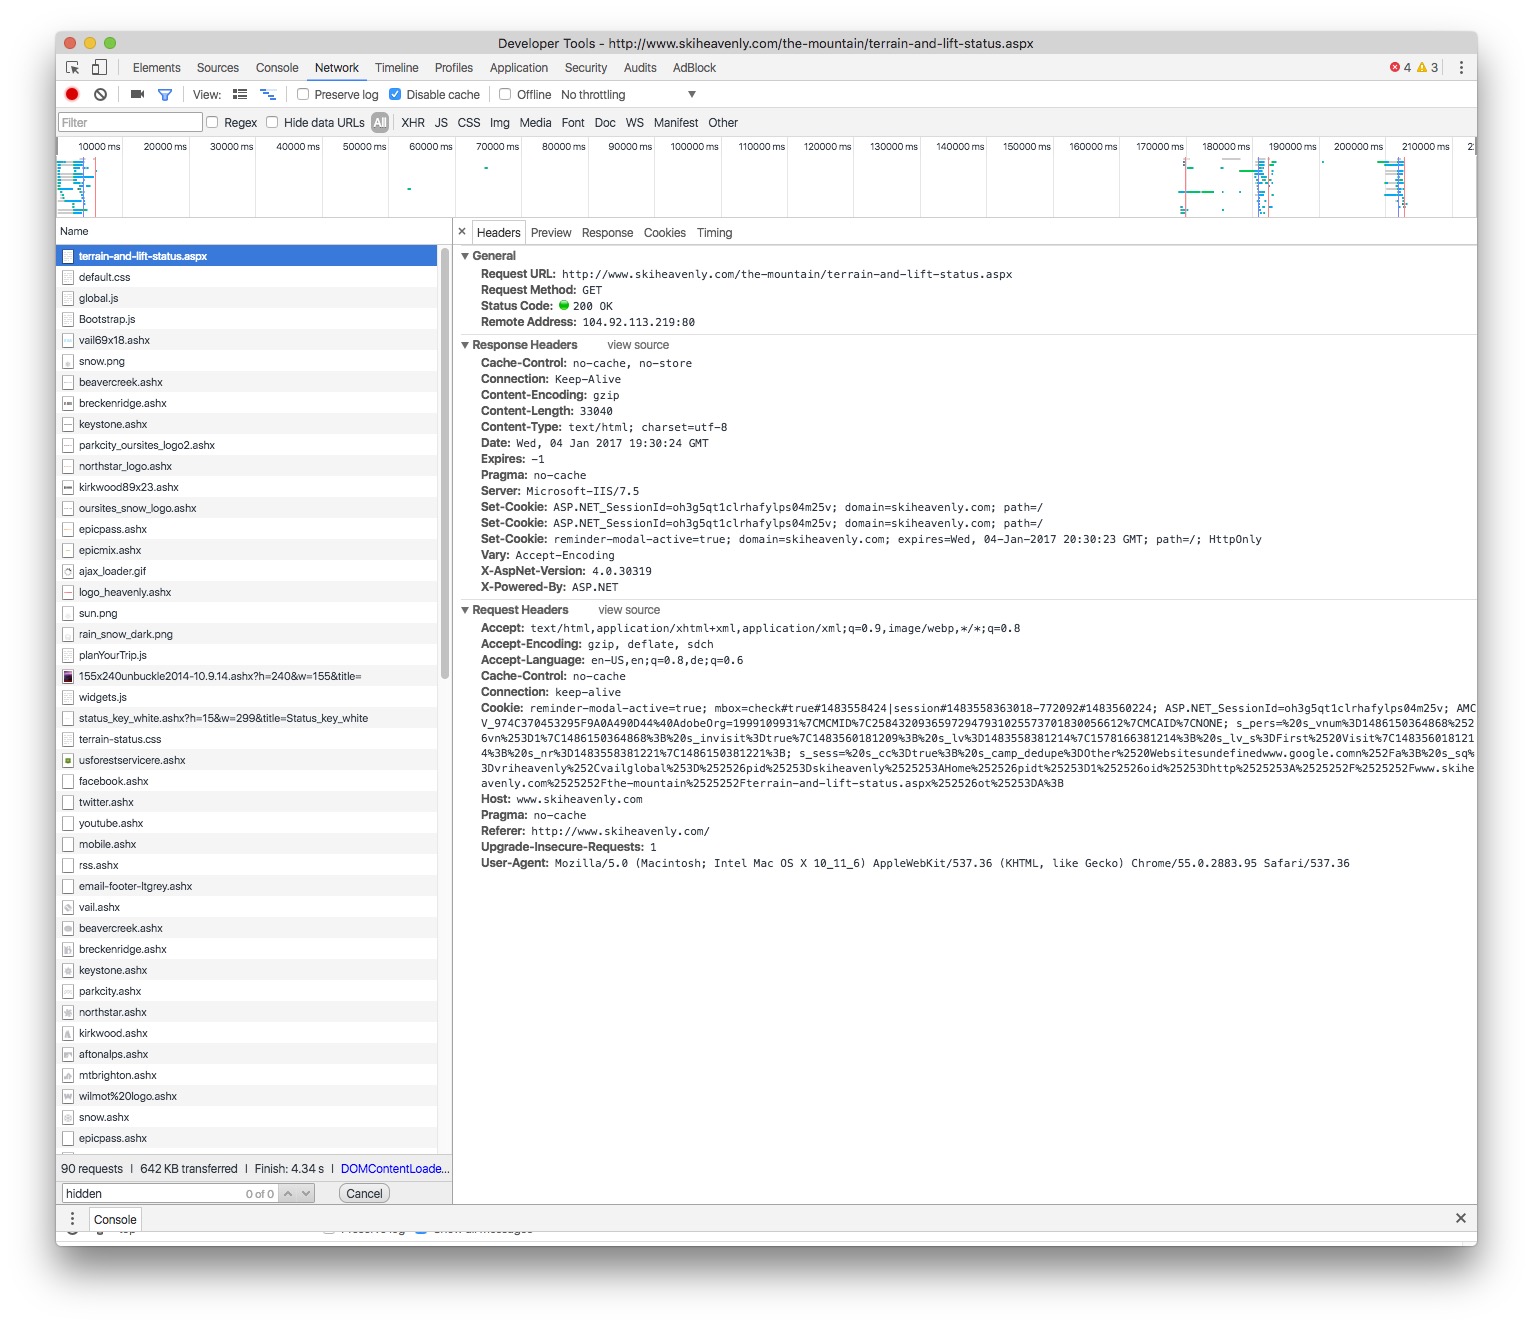 Developer Tools - http://www.skiheavenly.com/the-mountain/terrain-and-lift-status.aspx
Elements Sources Console Network Timeline Profiles Application Security Audits AdBlock 4 3
View: Preserve log Disable cache Offline No throttling
Filter Regex Hide data URLs All XHR JS CSS Img Media Font Doc WS Manifest Other
10000 ms 20000 ms 30000 ms 40000 ms 50000 ms 60000 ms 70000 ms 80000 ms 90000 ms 100000 ms 110000 ms 120000 ms 130000 ms 140000 ms 150000 ms 160000 ms 170000 ms 180000 ms 190000 ms 200000 ms 210000 ms
Name
terrain-and-lift-status.aspx
default.css
global.js
Bootstrap.js
vail69x18.ashx
snow.png
beavercreek.ashx
breckenridge.ashx
keystone.ashx
parkcity_oursites_logo2.ashx
northstar_logo.ashx
kirkwood89x23.ashx
oursites_snow_logo.ashx
epicpass.ashx
epicmix.ashx
ajax_loader.gif
logo_heavenly.ashx
sun.png
rain_snow_dark.png
planYourTrip.js
155x240unbuckle2014-10.9.14.ashx?h=240&w=155&title=
widgets.js
status_key_white.ashx?h=15&w=299&title=Status_key_white
terrain-status.css
usforestservicere.ashx
facebook.ashx
twitter.ashx
youtube.ashx
mobile.ashx
rss.ashx
email-footer-ltgrey.ashx
vail.ashx
beavercreek.ashx
breckenridge.ashx
keystone.ashx
parkcity.ashx
northstar.ashx
kirkwood.ashx
aftonalps.ashx
mtbrighton.ashx
wilmot%20logo.ashx
snow.ashx
epicpass.ashx
90 requests | 642 KB transferred | Finish: 4.34 s | DOMContentLoade...
hidden 0 of 0 Cancel
Headers Preview Response Cookies Timing
General
Request URL: http://www.skiheavenly.com/the-mountain/terrain-and-lift-status.aspx
Request Method: GET
Status Code: 200 OK
Remote Address: 104.92.113.219:80
Response Headers view source
Cache-Control: no-cache, no-store
Connection: Keep-Alive
Content-Encoding: gzip
Content-Length: 33040
Content-Type: text/html; charset=utf-8
Date: Wed, 04 Jan 2017 19:30:24 GMT
Expires: -1
Pragma: no-cache
Server: Microsoft-IIS/7.5
Set-Cookie: ASP.NET_SessionId=oh3g5qt1clrhafylps04m25v; domain=skiheavenly.com; path=/
Set-Cookie: ASP.NET_SessionId=oh3g5qt1clrhafylps04m25v; domain=skiheavenly.com; path=/
Set-Cookie: reminder-modal-active=true; domain=skiheavenly.com; expires=Wed, 04-Jan-2017 20:30:23 GMT; path=/; HttpOnly
Vary: Accept-Encoding
X-AspNet-Version: 4.0.30319
X-Powered-By: ASP.NET
Request Headers view source
Accept: text/html,application/xhtml+xml,application/xml;q=0.9,image/webp,*/*;q=0.8
Accept-Encoding: gzip, deflate, sdch
Accept-Language: en-US,en;q=0.8,de;q=0.6
Cache-Control: no-cache
Connection: keep-alive
Cookie: reminder-modal-active=true; mbox=check#true#1483558424|session#1483558363018-772092#1483560224; ASP.NET_SessionId=oh3g5qt1clrhafylps04m25v; AMC
V_974C370453295F9A0A490D44%40AdobeOrg=1999109931%7CMCMID%7C25843209365972947931025573701830056612%7CMCAID%7CNONE; s_pers=%20s_vnum%3D1486150364868%252
6vn%253D1%7C1486150364868%3B%20s_invisit%3Dtrue%7C1483560181209%3B%20s_lv%3D1483558381214%7C1578166381214%3B%20s_lv_s%3DFirst%2520Visit%7C148356018121
4%3B%20s_nr%3D1483558381221%7C1486150381221%3B; s_sess=%20s_cc%3Dtrue%3B%20s_camp_dedupe%3DOther%2520Websitesundefinedwww.google.comn%252Fa%3B%20s_sq%
3Dvriheavenly%252Cvailglobal%253D%252526pid%25253Dskiheavenly%2525253AHome%252526pidt%25253D1%252526oid%25253Dhttp%2525253A%2525252F%2525252Fwww.skihe
avenly.com%2525252Fthe-mountain%2525252Fterrain-and-lift-status.aspx%252526ot%25253DA%3B
Host: www.skiheavenly.com
Pragma: no-cache
Referer: http://www.skiheavenly.com/
Upgrade-Insecure-Requests: 1
User-Agent: Mozilla/5.0 (Macintosh; Intel Mac OS X 10_11_6) AppleWebKit/537.36 (KHTML, like Gecko) Chrome/55.0.2883.95 Safari/537.36
Console